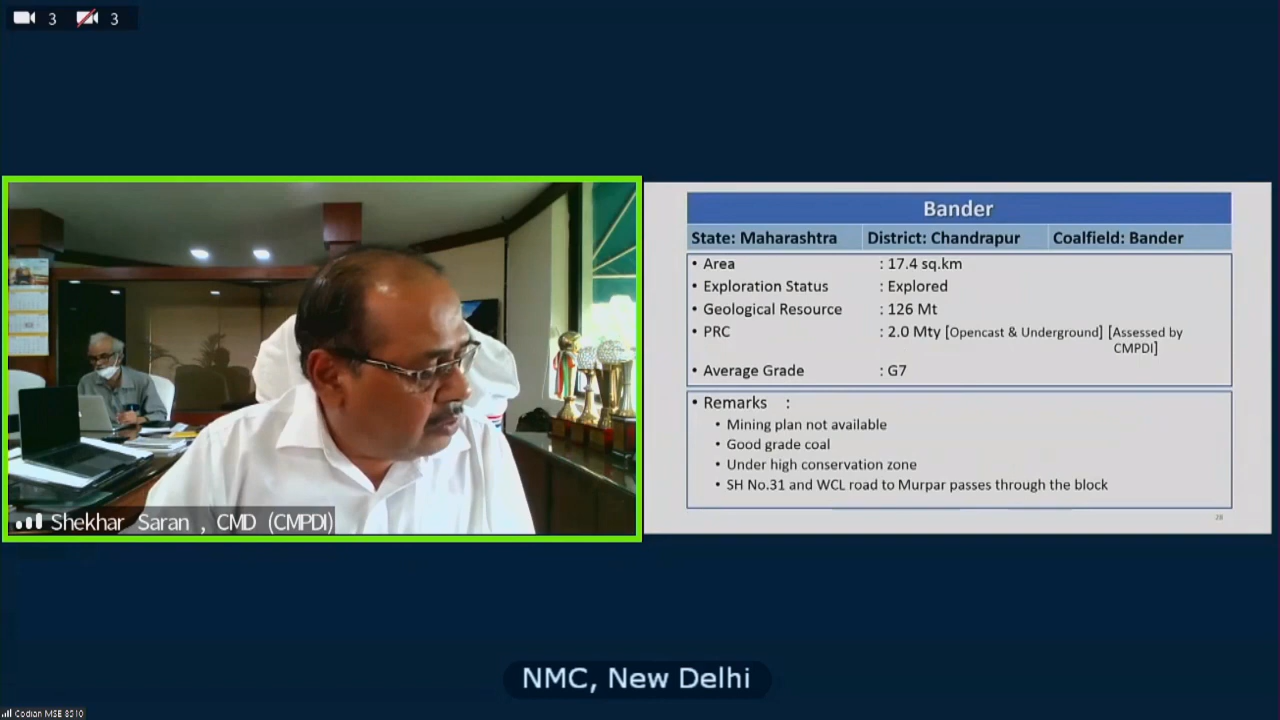 3 3
Bander
State: Maharashtra District: Chandrapur Coalfield: Bander
• Area : 17.4 sq.km
• Exploration Status : Explored
• Geological Resource : 126 Mt
• PRC : 2.0 Mty [Opencast & Underground] [Assessed by
CMPDI]
• Average Grade : G7
• Remarks :
• Mining plan not available
• Good grade coal
• Under high conservation zone
• SH No.31 and WCL road to Murpar passes through the block
28
Shekhar Saran , CMD (CMPDI)
NMC, New Delhi
Codian MSE 8510